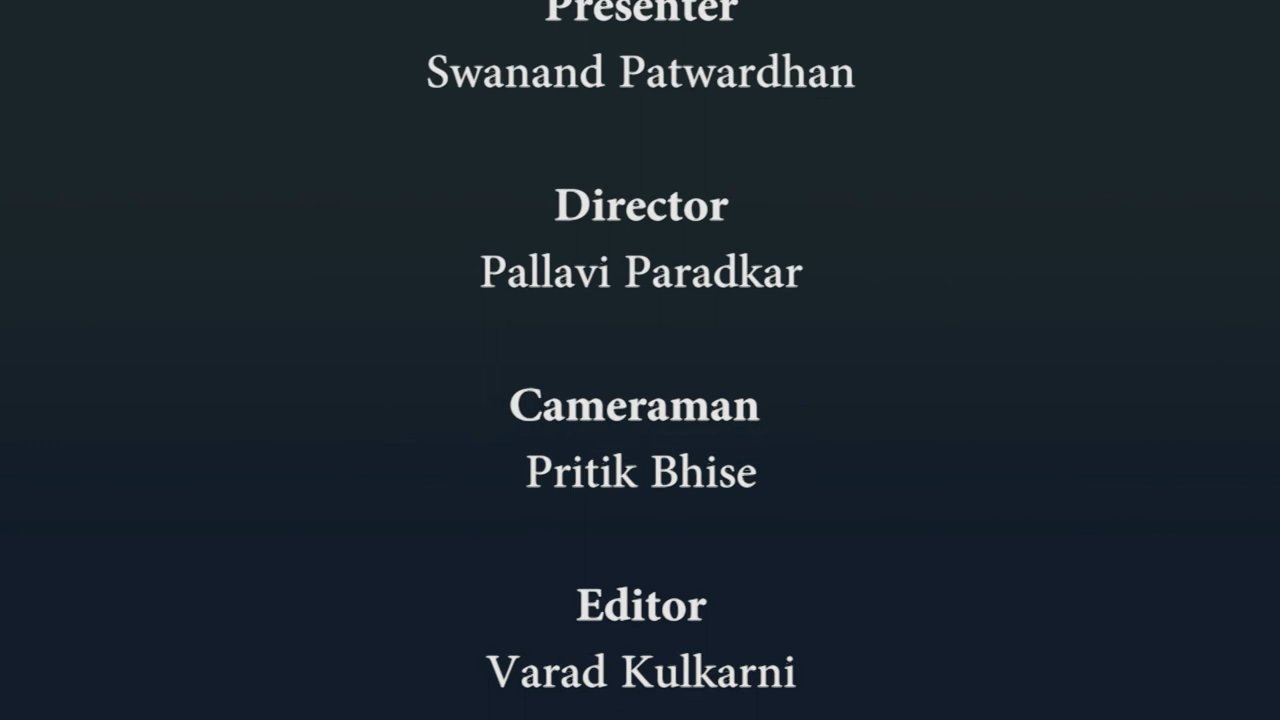 Presenter
Swanand Patwardhan
Director
Pallavi Paradkar
Cameraman
Pritik Bhise
Editor
Varad Kulkarni